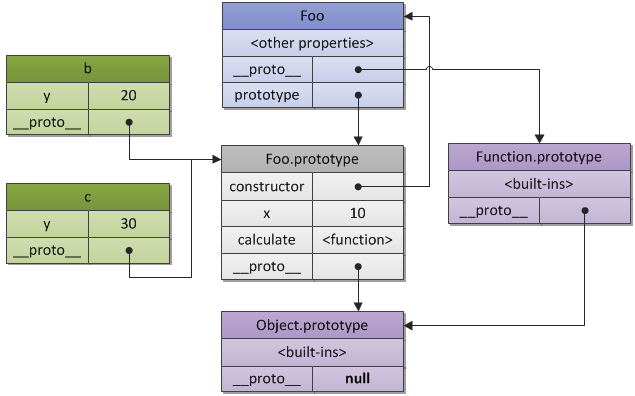 Foo
<other properties>
__proto__
prototype
b
y 20
__proto__
Foo.prototype
constructor
x 10
calculate <function>
__proto__
Function.prototype
<built-ins>
__proto__
c
y 30
__proto__
Object.prototype
<built-ins>
__proto__ null